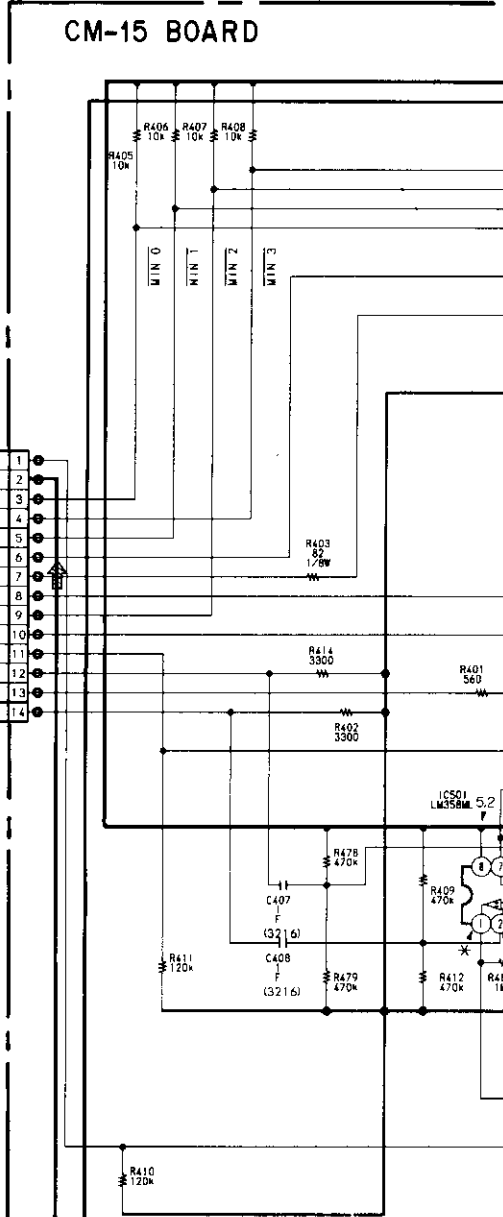 CM-15 BOARD
R406
10k
R407
10k
R408
10k
R405
10k
MIN 0
MIN 1
MIN 2
MIN 3
1
2
3
4
5
6
7
8
9
10
11
12
13
14
R403
82
1/8W
R414
3300
R401
560
R402
3300
IC501
LM358ML
5.2
R478
470k
8
7
C407
1
F
(3216)
R409
470k
1
2
*
C408
1
F
(3216)
R411
120k
R479
470k
R412
470k
R410
120k